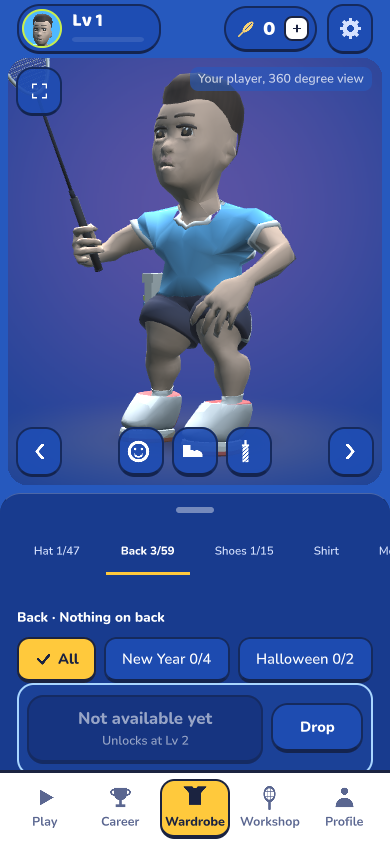 Lv 1
0
Your player, 360 degree view
Hat 1/47
Back 3/59
Shoes 1/15
Shirt
Back · Nothing on back
All
New Year 0/4
Halloween 0/2
Not available yet
Unlocks at Lv 2
Drop
Play
Career
Wardrobe
Workshop
Profile